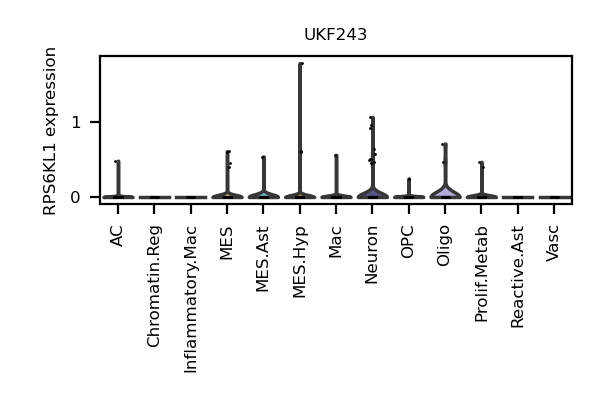 UKF243
RPS6KL1 expression
1
0
AC
Chromatin.Reg
Inflammatory.Mac
MES
MES.Ast
MES.Hyp
Mac
Neuron
OPC
Oligo
Prolif.Metab
Reactive.Ast
Vasc